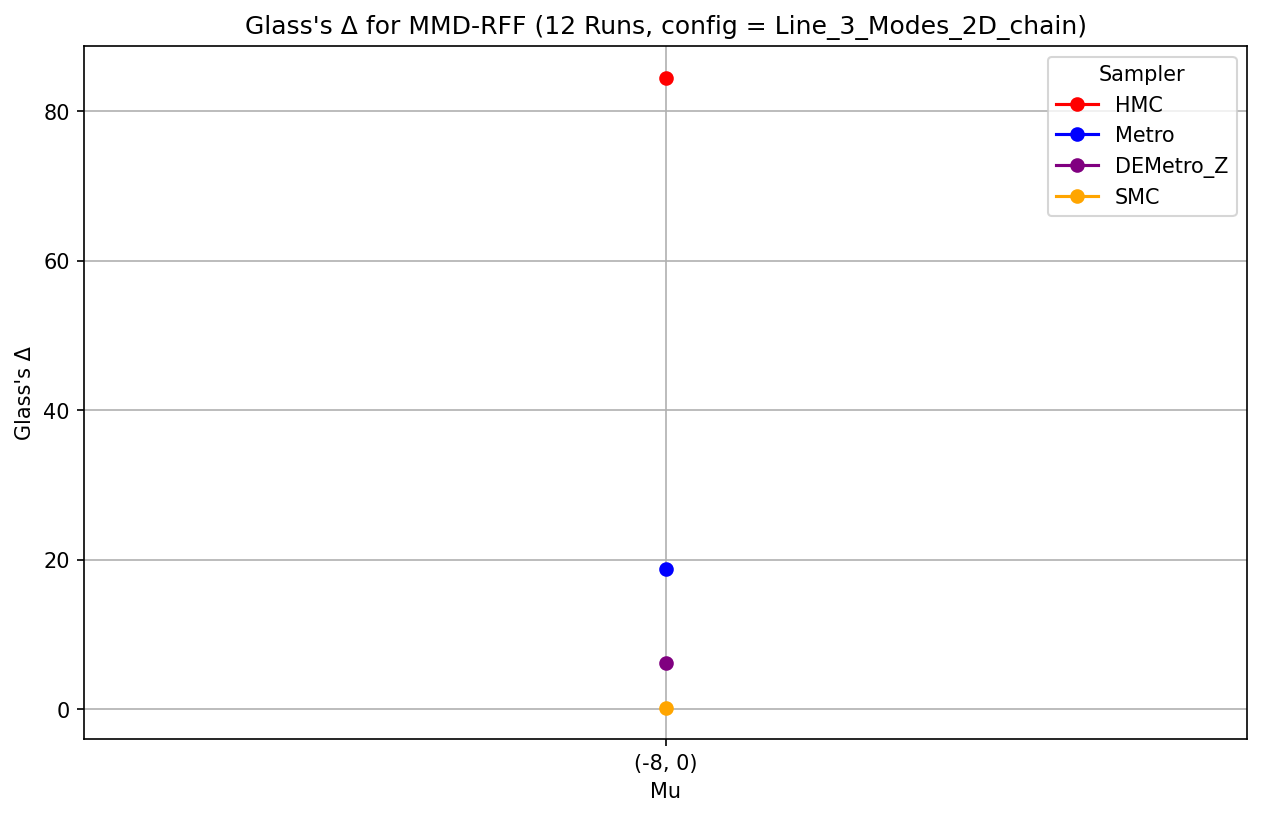 Glass's Δ for MMD-RFF (12 Runs, config = Line_3_Modes_2D_chain)
Sampler
HMC
Metro
DEMetro_Z
SMC
80
60
40
20
0
Glass's Δ
(-8, 0)
Mu